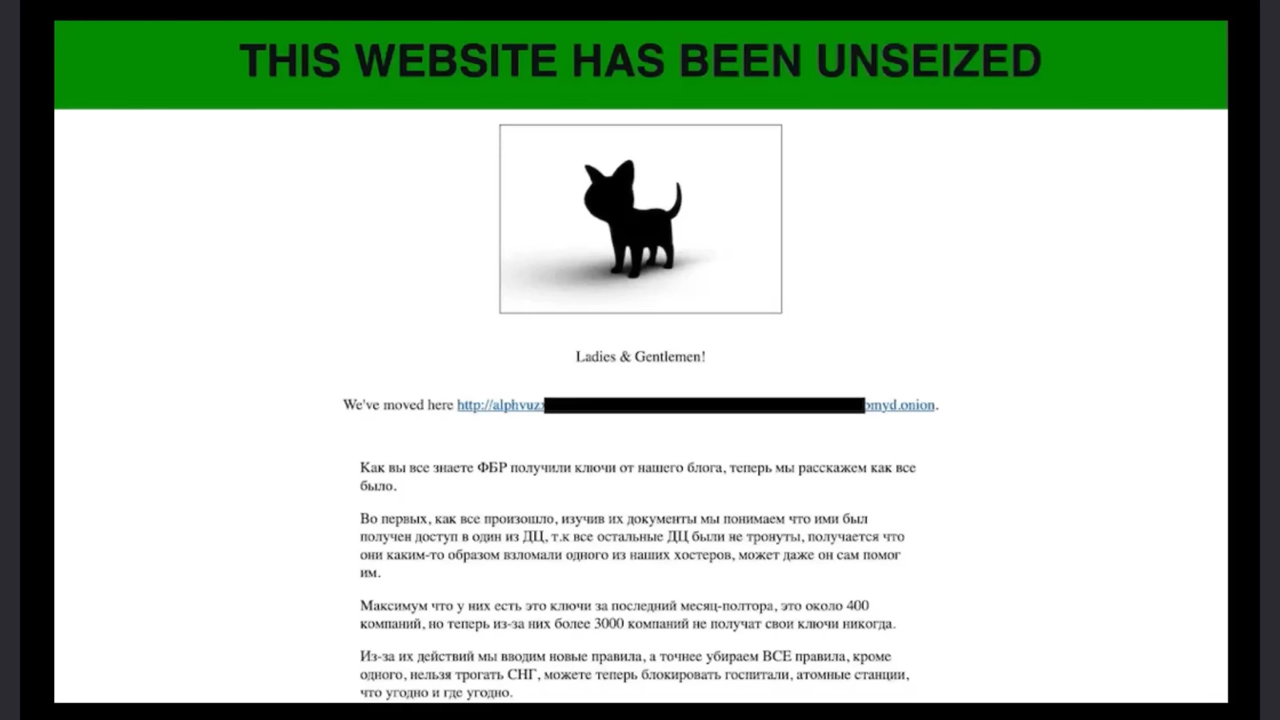 THIS WEBSITE HAS BEEN UNSEIZED
Ladies & Gentlemen!
We've moved here http://alphvuz pmyd.onion.
Как вы все знаете ФБР получили ключи от нашего блога, теперь мы расскажем как все
было.
Во первых, как все произошло, изучив их документы мы понимаем что ими был
получен доступ в один из ДЦ, т.к все остальные ДЦ были не тронуты, получается что
они каким-то образом взломали одного из наших хостеров, может даже он сам помог
им.
Максимум что у них есть это ключи за последний месяц-полтора, это около 400
компаний, но теперь из-за них более 3000 компаний не получат свои ключи никогда.
Из-за их действий мы вводим новые правила, а точнее убираем ВСЕ правила, кроме
одного, нельзя трогать СНГ, можете теперь блокировать госпитали, атомные станции,
что угодно и где угодно.